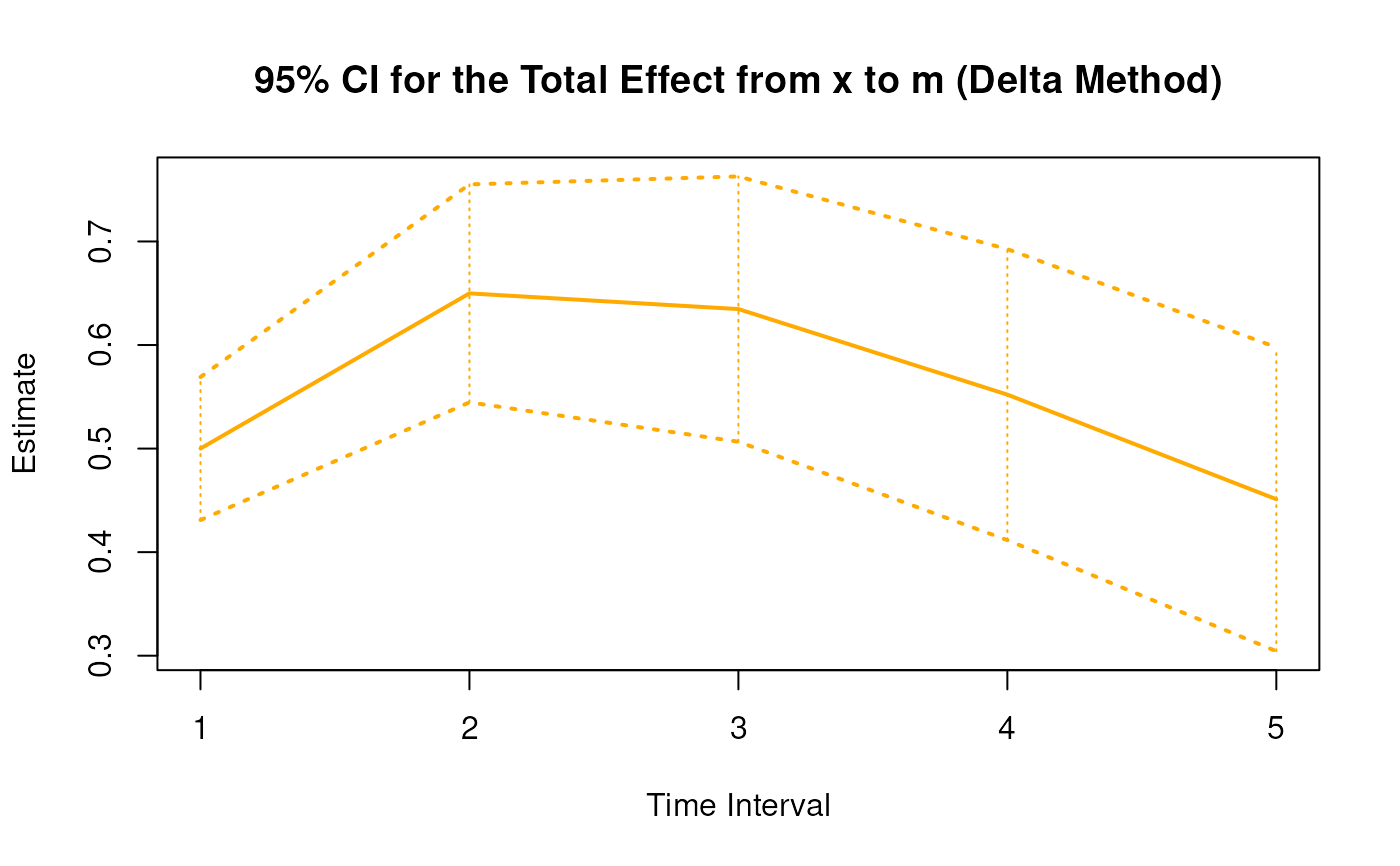 95% CI for the Total Effect from x to m (Delta Method)
Estimate
0.7
0.6
0.5
0.4
0.3
1 2 3 4 5
Time Interval